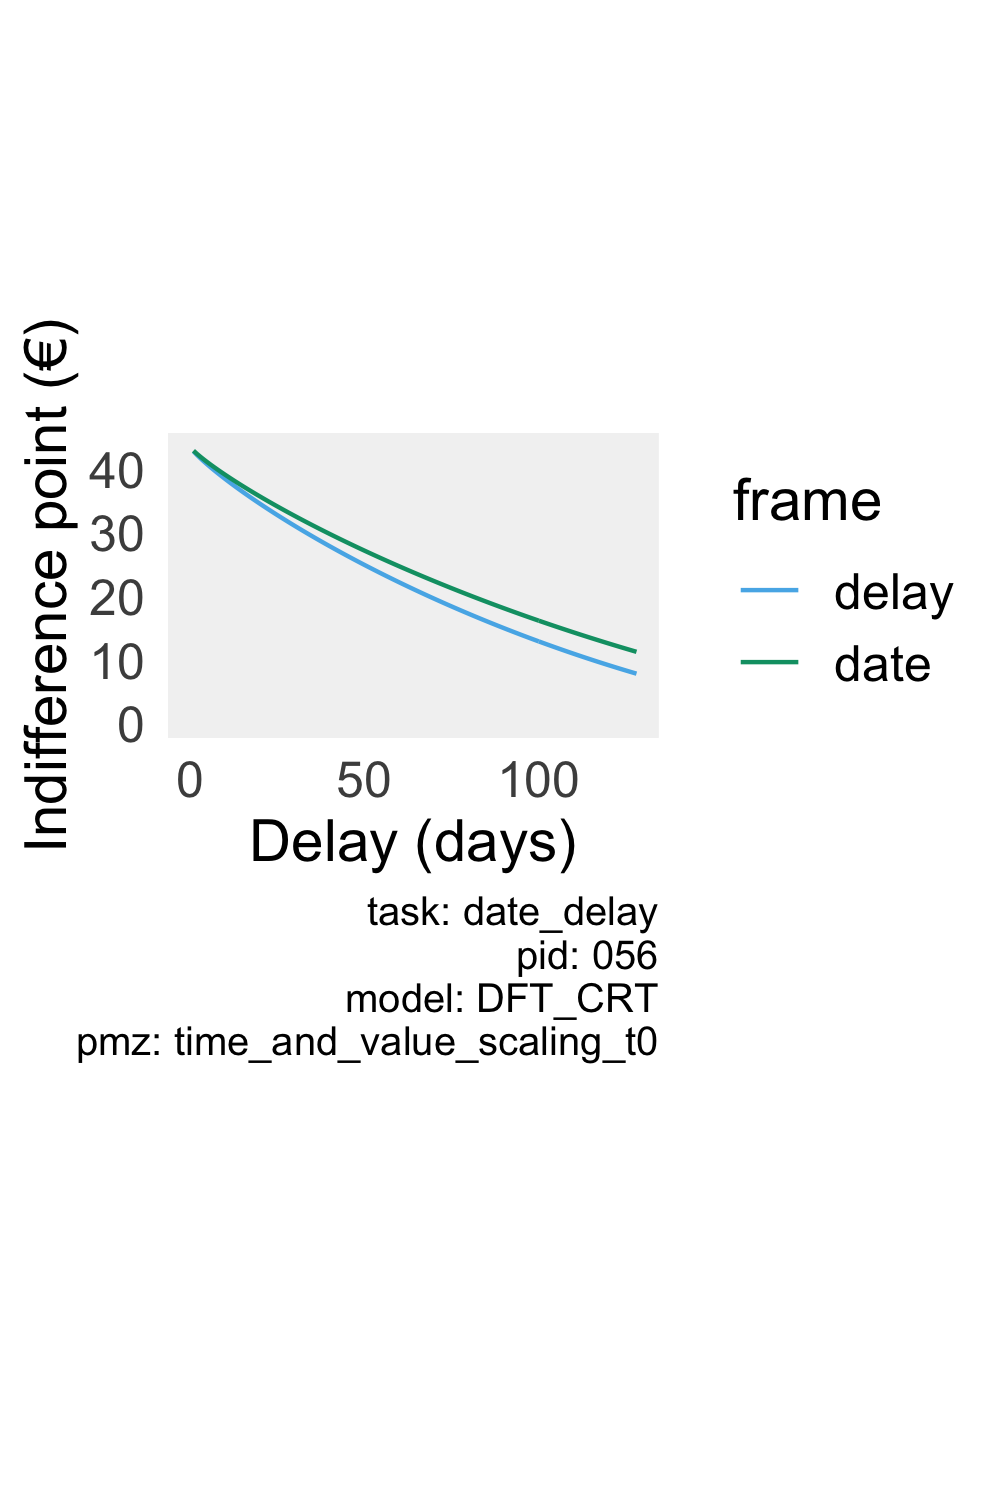 Indifference point (€)
40
30
20
10
0
0 50 100
Delay (days)
frame
delay
date
task: date_delay
pid: 056
model: DFT_CRT
pmz: time_and_value_scaling_t0